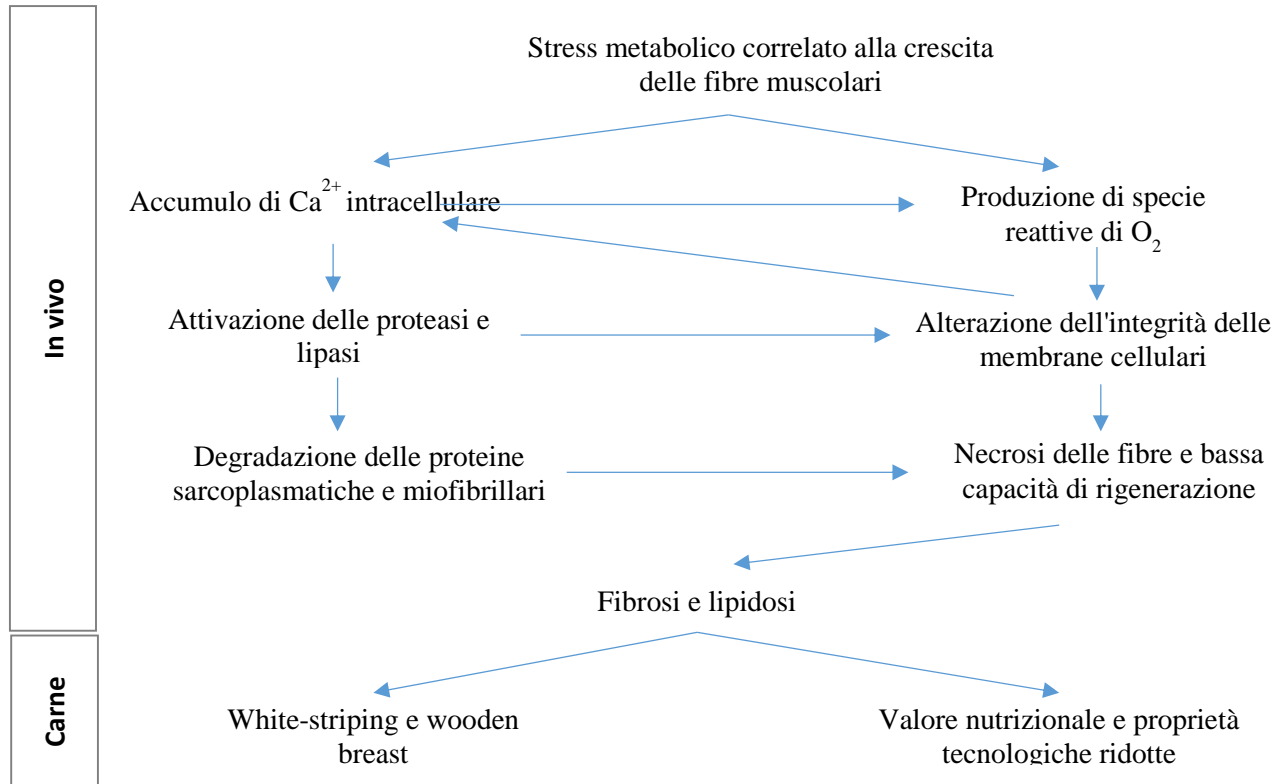 In vivo
Stress metabolico correlato alla crescita
delle fibre muscolari
Accumulo di Ca2+ intracellulare
Produzione di specie
reattive di O2
Attivazione delle proteasi e
lipasi
Alterazione dell'integrità delle
membrane cellulari
Degradazione delle proteine
sarcoplasmatiche e miofibrillari
Necrosi delle fibre e bassa
capacità di rigenerazione
Fibrosi e lipidosi
Carne
White-striping e wooden
breast
Valore nutrizionale e proprietà
tecnologiche ridotte